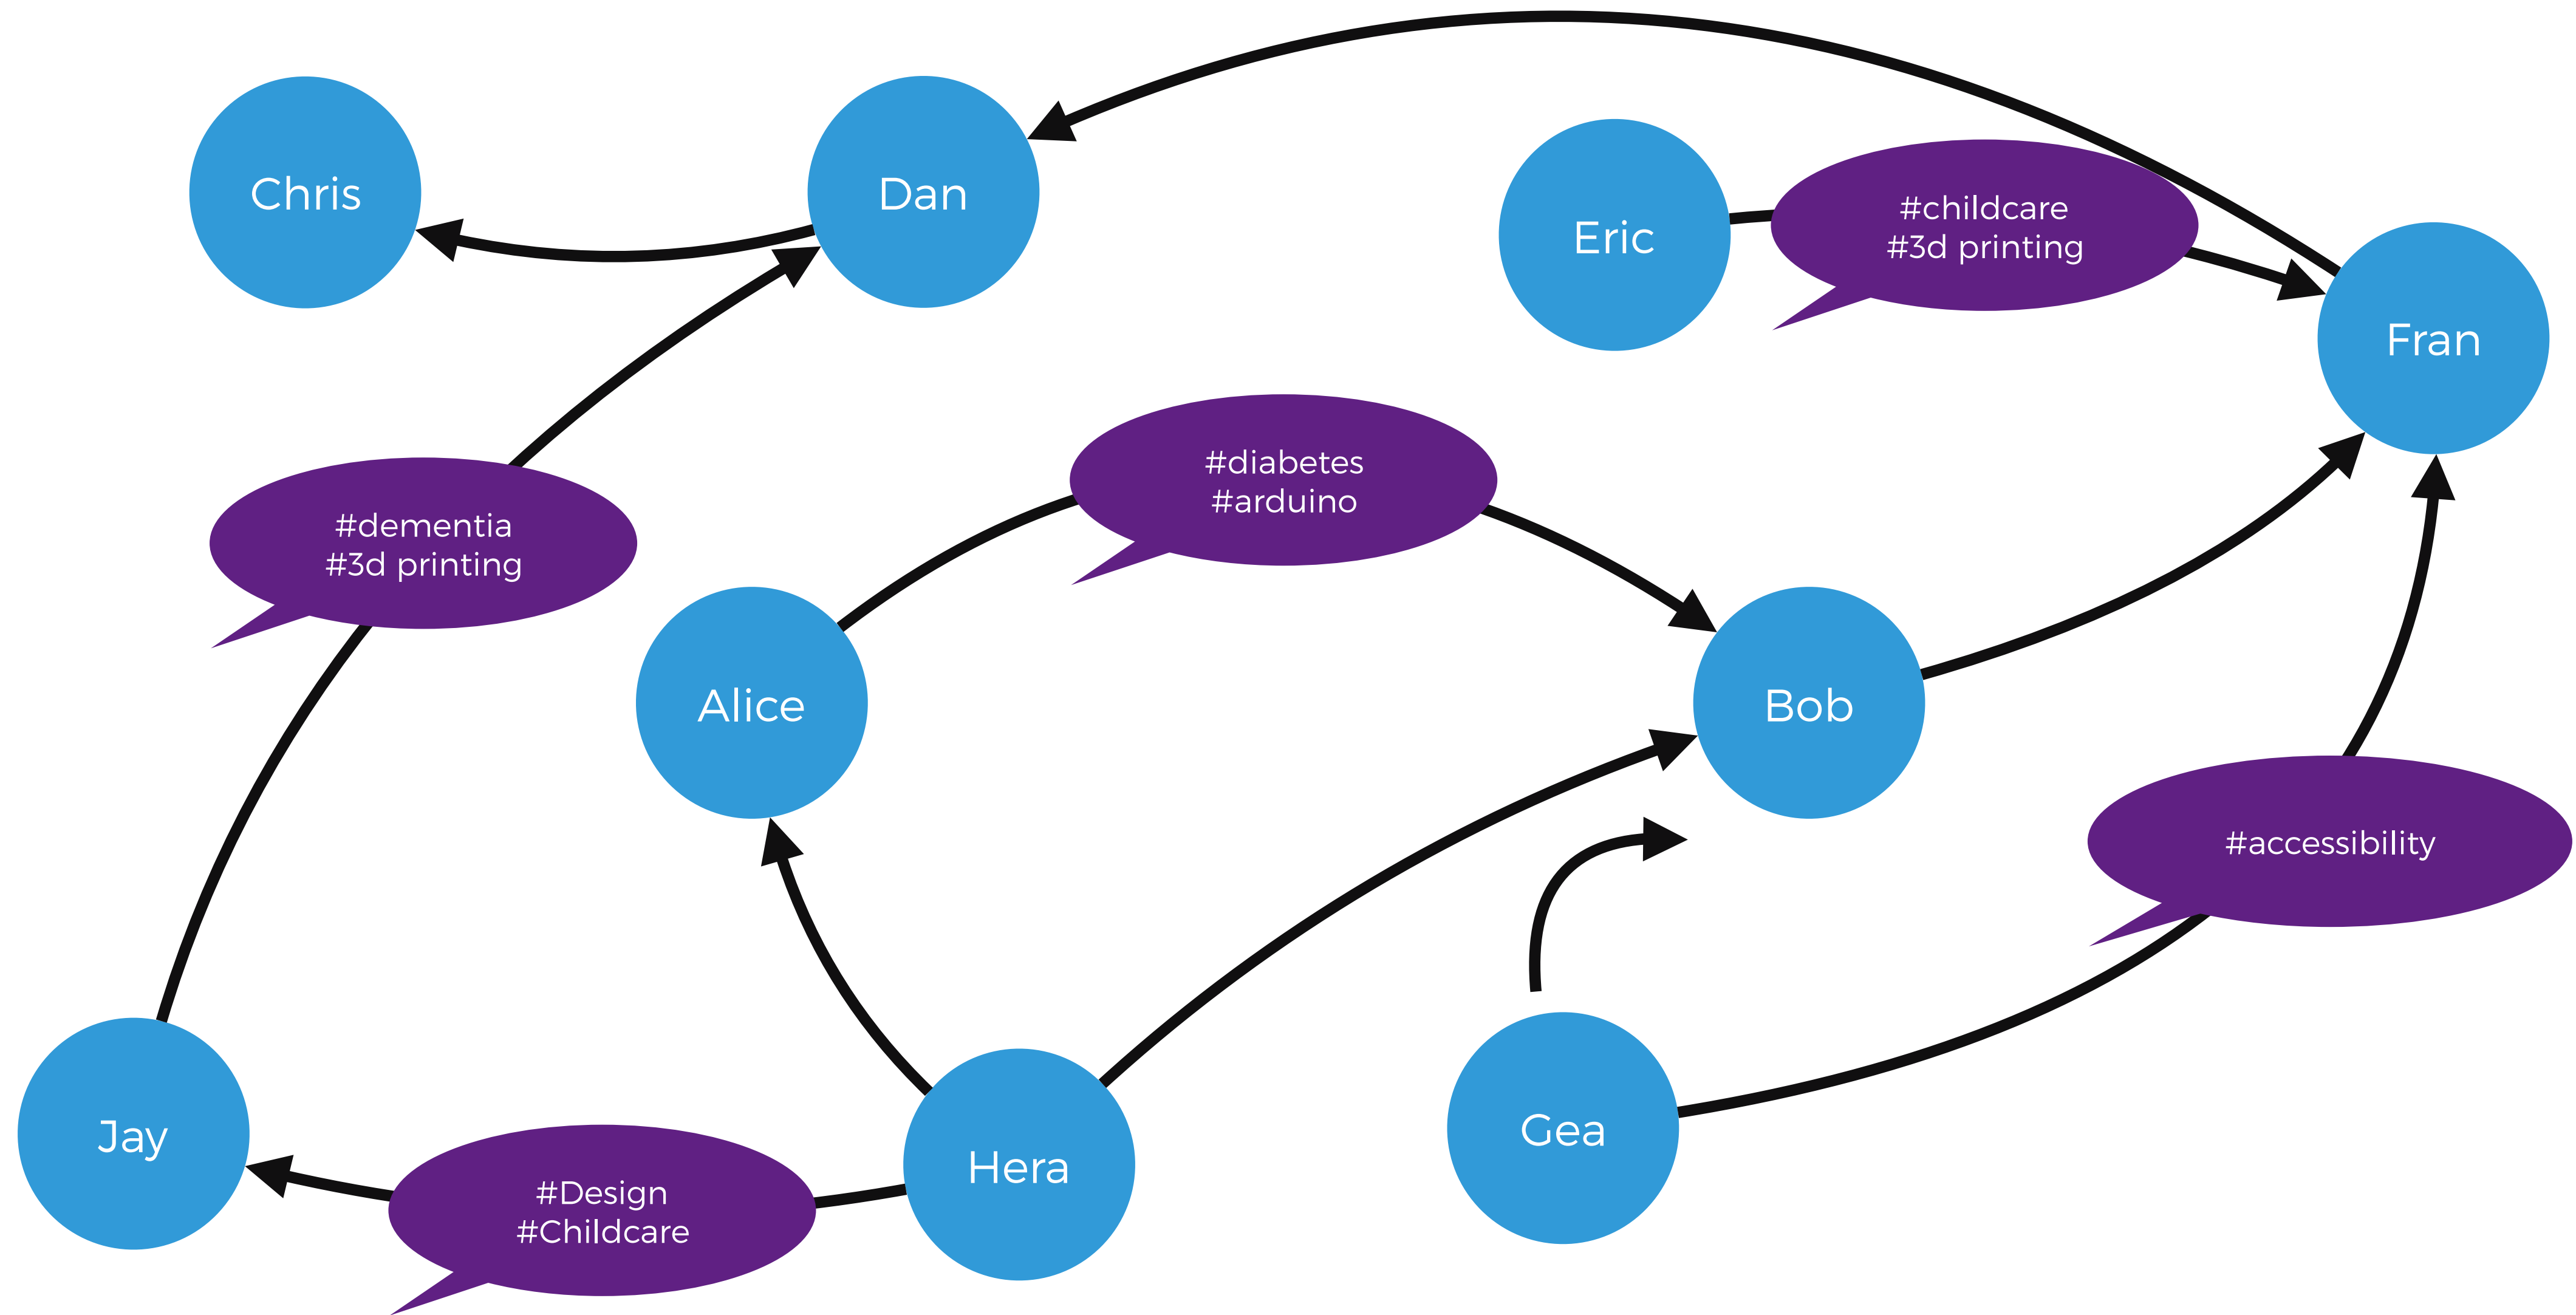 Chris
Dan
Eric
#childcare
#3d printing
Fran
#diabetes
#arduino
#dementia
#3d printing
Alice
Bob
#accessibility
Jay
Hera
Gea
#Design
#Childcare